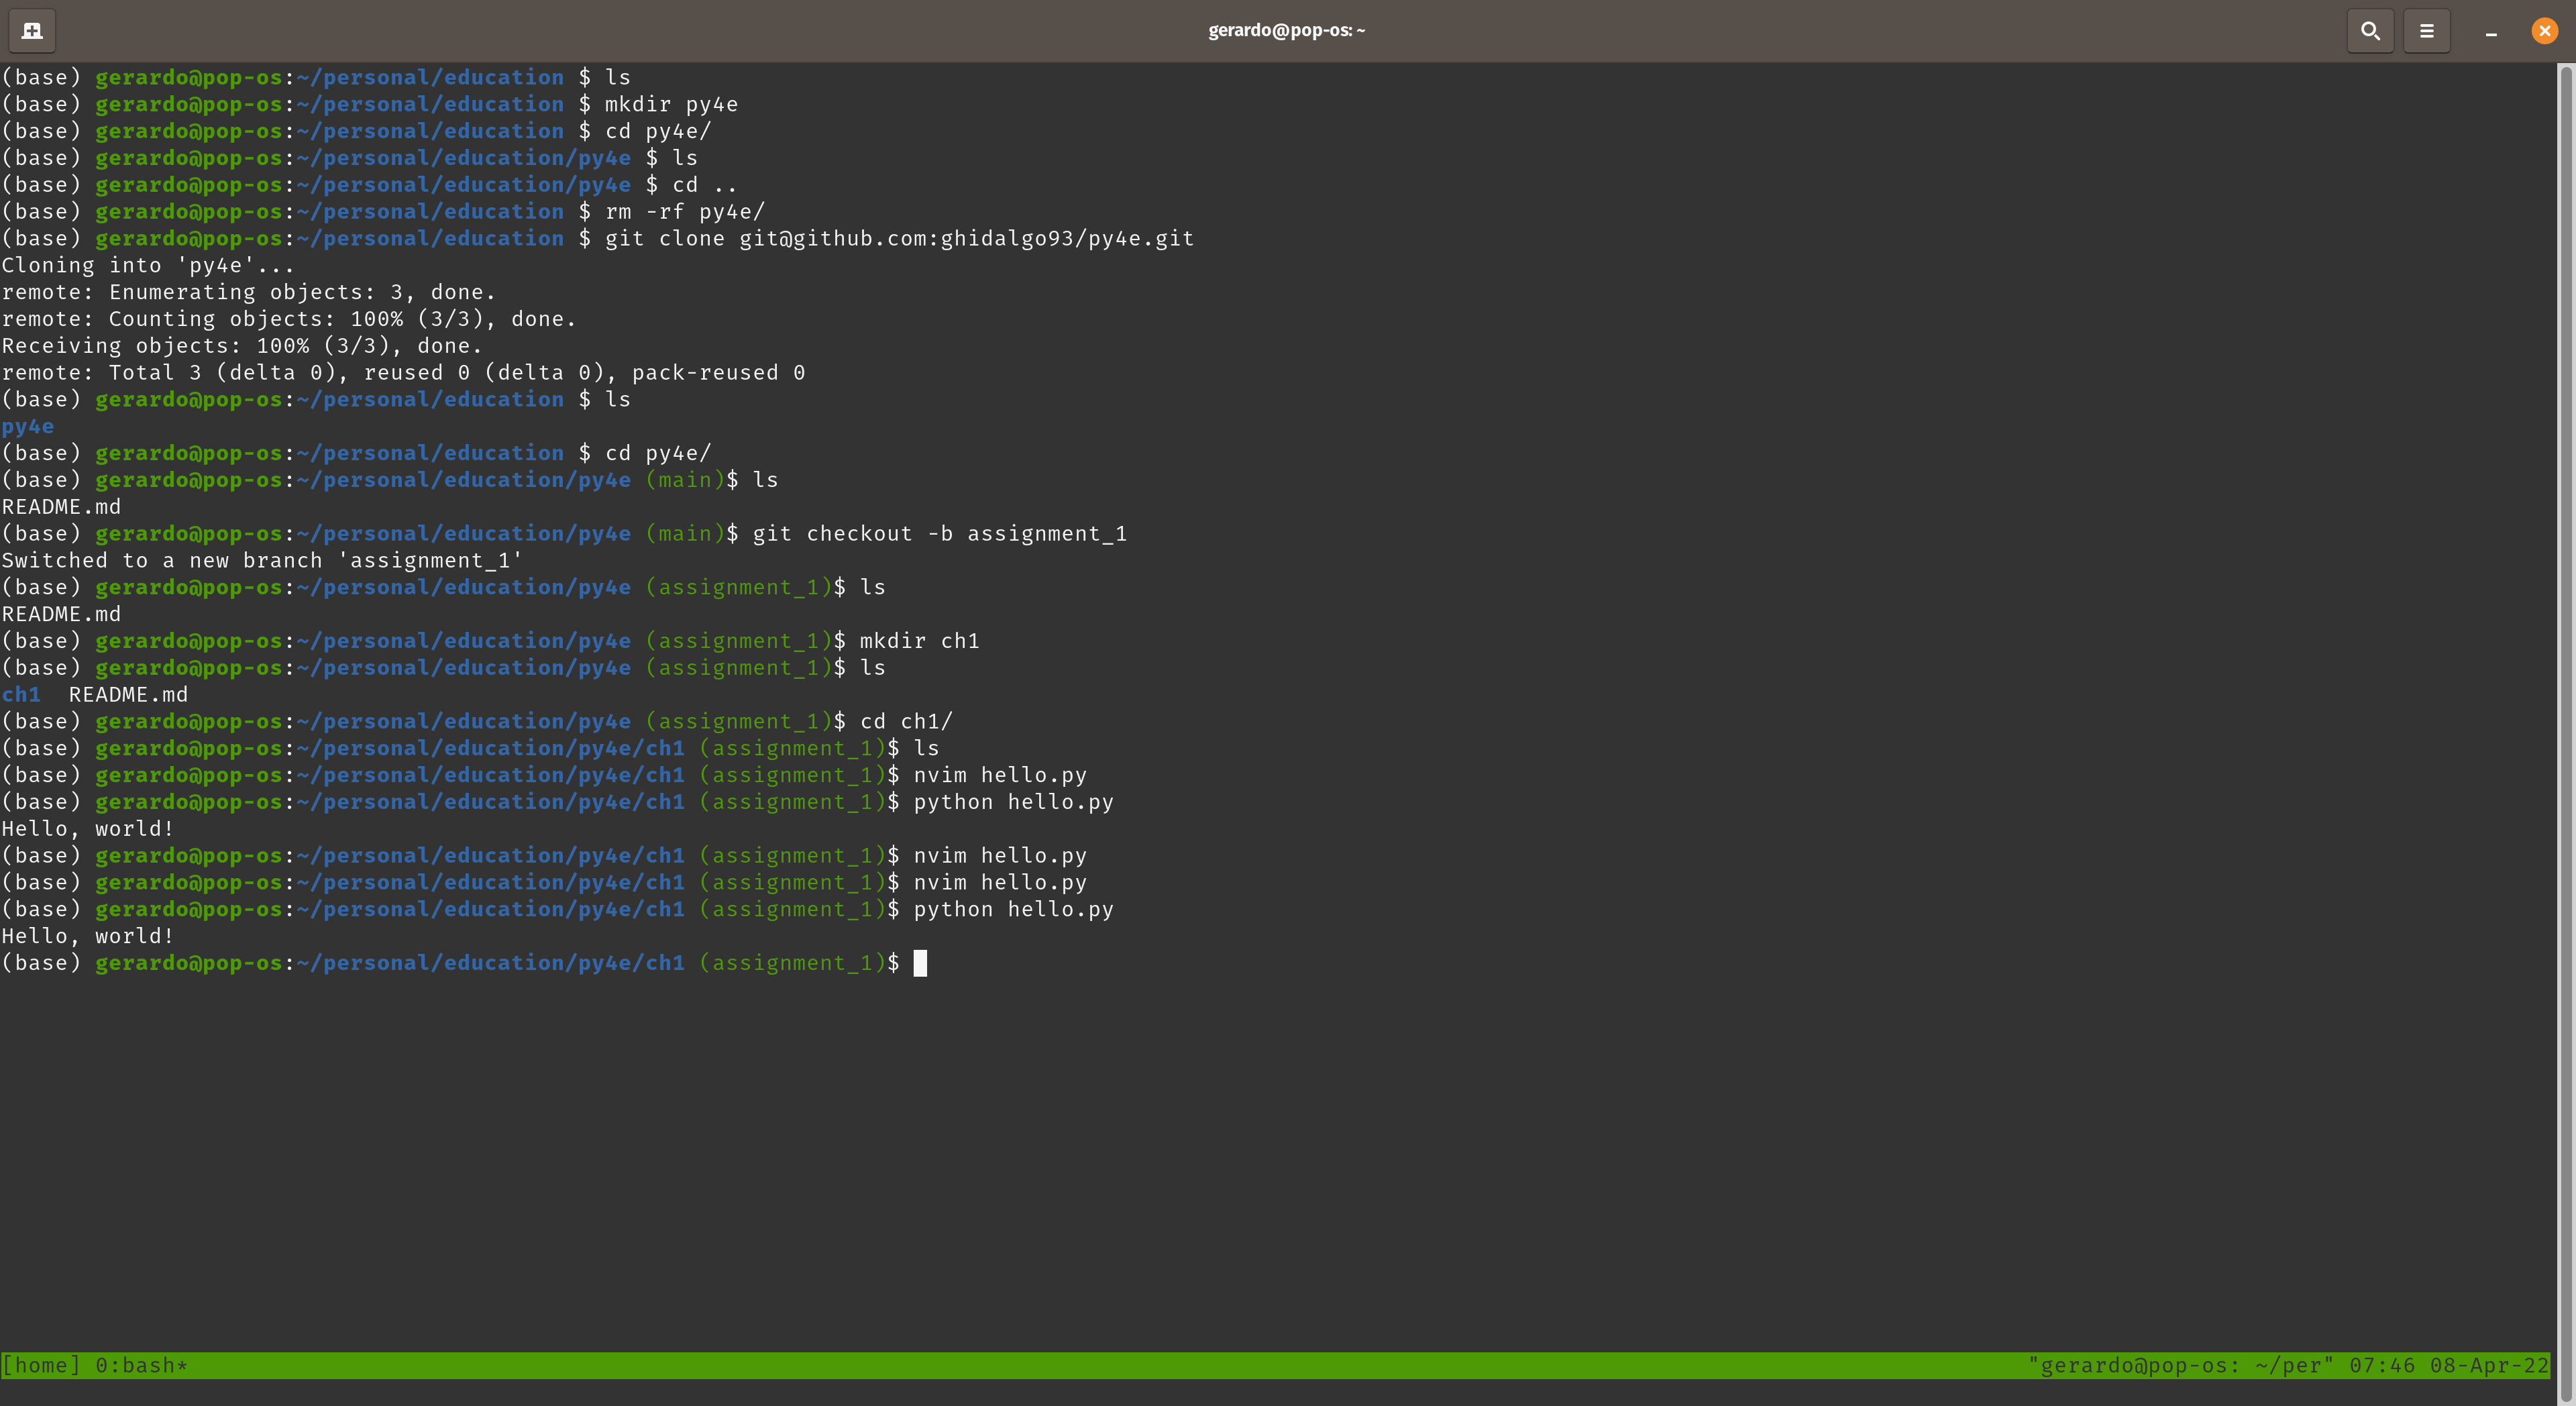 gerardo@pop-os: ~
(base) gerardo@pop-os:~/personal/education $ ls
(base) gerardo@pop-os:~/personal/education $ mkdir py4e
(base) gerardo@pop-os:~/personal/education $ cd py4e/
(base) gerardo@pop-os:~/personal/education/py4e $ ls
(base) gerardo@pop-os:~/personal/education/py4e $ cd ..
(base) gerardo@pop-os:~/personal/education $ rm -rf py4e/
(base) gerardo@pop-os:~/personal/education $ git clone git@github.com:ghidalgo93/py4e.git
Cloning into 'py4e'...
remote: Enumerating objects: 3, done.
remote: Counting objects: 100% (3/3), done.
Receiving objects: 100% (3/3), done.
remote: Total 3 (delta 0), reused 0 (delta 0), pack-reused 0
(base) gerardo@pop-os:~/personal/education $ ls
py4e
(base) gerardo@pop-os:~/personal/education $ cd py4e/
(base) gerardo@pop-os:~/personal/education/py4e (main)$ ls
README.md
(base) gerardo@pop-os:~/personal/education/py4e (main)$ git checkout -b assignment_1
Switched to a new branch 'assignment_1'
(base) gerardo@pop-os:~/personal/education/py4e (assignment_1)$ ls
README.md
(base) gerardo@pop-os:~/personal/education/py4e (assignment_1)$ mkdir ch1
(base) gerardo@pop-os:~/personal/education/py4e (assignment_1)$ ls
ch1  README.md
(base) gerardo@pop-os:~/personal/education/py4e (assignment_1)$ cd ch1/
(base) gerardo@pop-os:~/personal/education/py4e/ch1 (assignment_1)$ ls
(base) gerardo@pop-os:~/personal/education/py4e/ch1 (assignment_1)$ nvim hello.py
(base) gerardo@pop-os:~/personal/education/py4e/ch1 (assignment_1)$ python hello.py
Hello, world!
(base) gerardo@pop-os:~/personal/education/py4e/ch1 (assignment_1)$ nvim hello.py
(base) gerardo@pop-os:~/personal/education/py4e/ch1 (assignment_1)$ nvim hello.py
(base) gerardo@pop-os:~/personal/education/py4e/ch1 (assignment_1)$ python hello.py
Hello, world!
(base) gerardo@pop-os:~/personal/education/py4e/ch1 (assignment_1)$
[home] 0:bash* "gerardo@pop-os: ~/per" 07:46 08-Apr-22